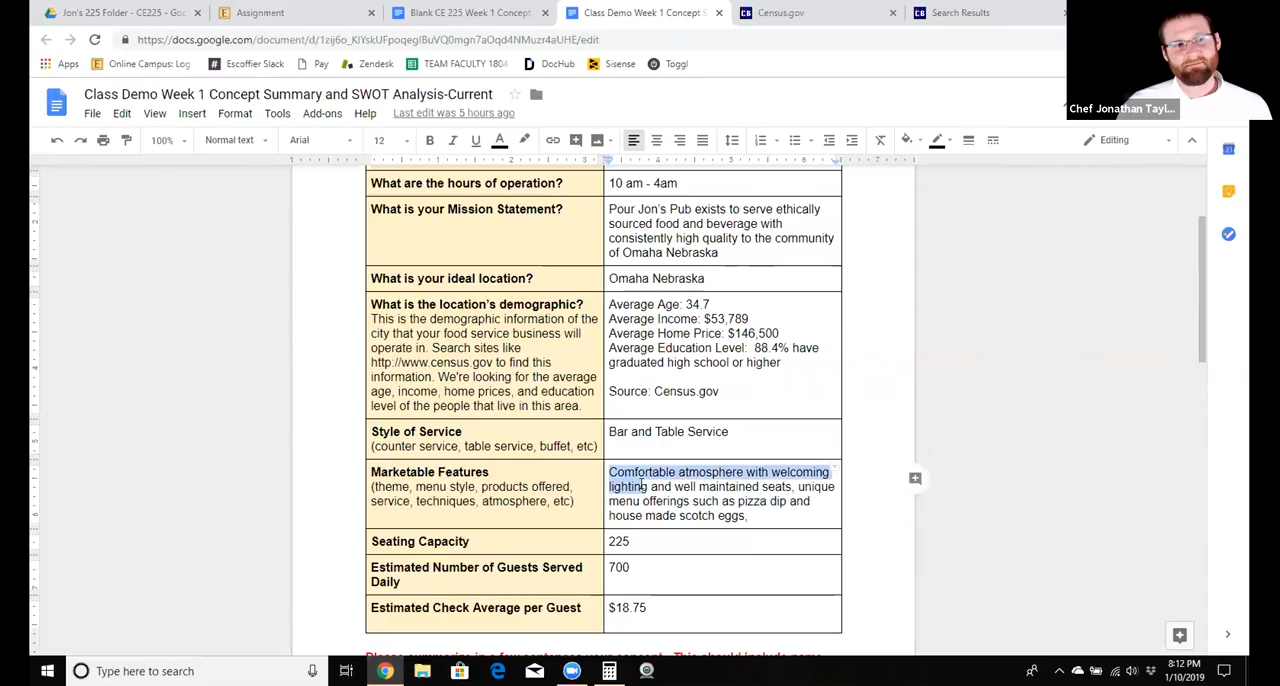 Jon's 225 Folder - CE225 - Goo
Assignment
Blank CE 225 Week 1 Concept
Class Demo Week 1 Concept S
Census.gov
Search Results
Apps
Online Campus: Log
Escoffier Slack
Pay
Zendesk
TEAM FACULTY 1804
DocHub
Sisense
Toggl
Chef Jonathan Tayl...
Class Demo Week 1 Concept Summary and SWOT Analysis-Current
File Edit View Insert Format Tools Add-ons Help Last edit was 5 hours ago
100% Normal text Arial 12 Editing
What are the hours of operation? 10 am - 4am
What is your Mission Statement? Pour Jon's Pub exists to serve ethically
sourced food and beverage with
consistently high quality to the community
of Omaha Nebraska
What is your ideal location? Omaha Nebraska
What is the location's demographic?
This is the demographic information of the
city that your food service business will
operate in. Search sites like
http://www.census.gov to find this
information. We're looking for the average
age, income, home prices, and education
level of the people that live in this area.
Average Age: 34.7
Average Income: $53,789
Average Home Price: $146,500
Average Education Level: 88.4% have
graduated high school or higher
Source: Census.gov
Style of Service
(counter service, table service, buffet, etc)
Bar and Table Service
Marketable Features
(theme, menu style, products offered,
service, techniques, atmosphere, etc)
Comfortable atmosphere with welcoming
lighting and well maintained seats, unique
menu offerings such as pizza dip and
house made scotch eggs,
Seating Capacity 225
Estimated Number of Guests Served
Daily
700
Estimated Check Average per Guest $18.75
Type here to search
8:12 PM
1/10/2019